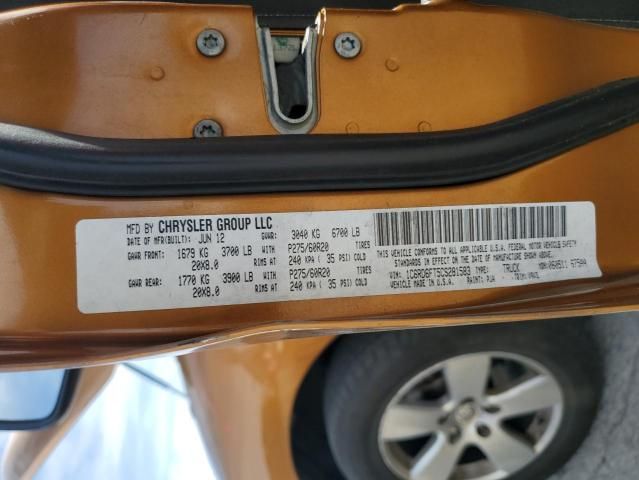 MFD BY CHRYSLER GROUP LLC
DATE OF MFR(BUILT): JUN 12 GVWR: 3040 KG 6700 LB
GAWR FRONT: 1679 KG 3700 LB WITH P275/60R20 TIRES
20X8.0 RIMS AT 240 KPA ( 35 PSI) COLD
GAWR REAR: 1770 KG 3900 LB WITH P275/60R20 TIRES
20X8.0 RIMS AT 240 KPA ( 35 PSI) COLD
THIS VEHICLE CONFORMS TO ALL APPLICABLE U.S.A. FEDERAL MOTOR VEHICLE SAFETY
STANDARDS IN EFFECT ON THE DATE OF MANUFACTURE SHOWN ABOVE.
VIN: TYPE: TRUCK
VEHICLE MADE IN U.S.A. PAINT: TRIM: